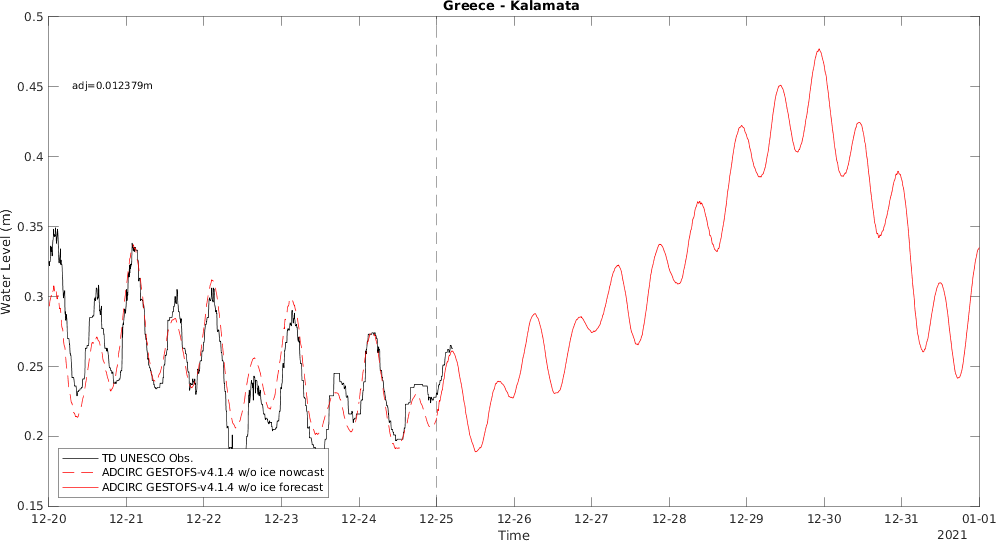 Greece - Kalamata
0.5
0.45
0.4
0.35
0.3
0.25
0.2
0.15
Water Level (m)
adj=0.012379m
TD UNESCO Obs.
ADCIRC GESTOFS-v4.1.4 w/o ice nowcast
ADCIRC GESTOFS-v4.1.4 w/o ice forecast
12-20 12-21 12-22 12-23 12-24 12-25 12-26 12-27 12-28 12-29 12-30 12-31 01-01
Time
2021